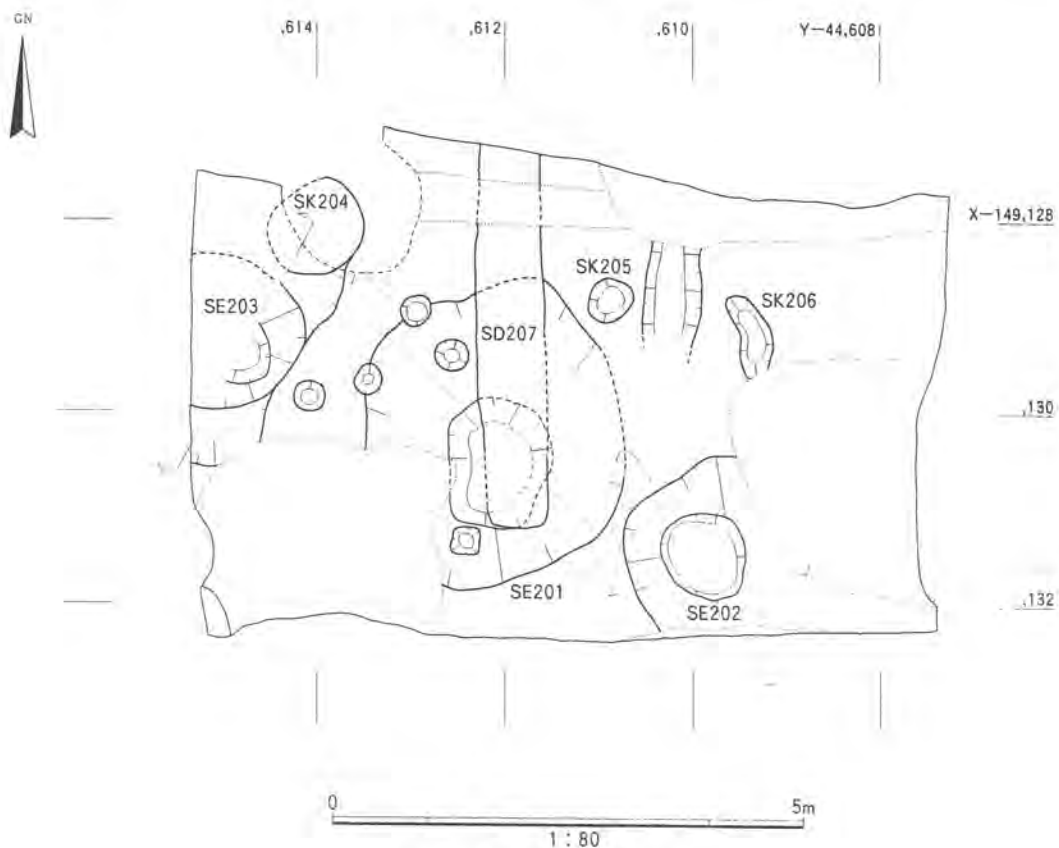 GN
,614
,612
,610
Y−44,608
SK204
X−149,128
SK205
SK206
SE203
SD207
,130
SE201
SE202
,132
0
5m
1：80